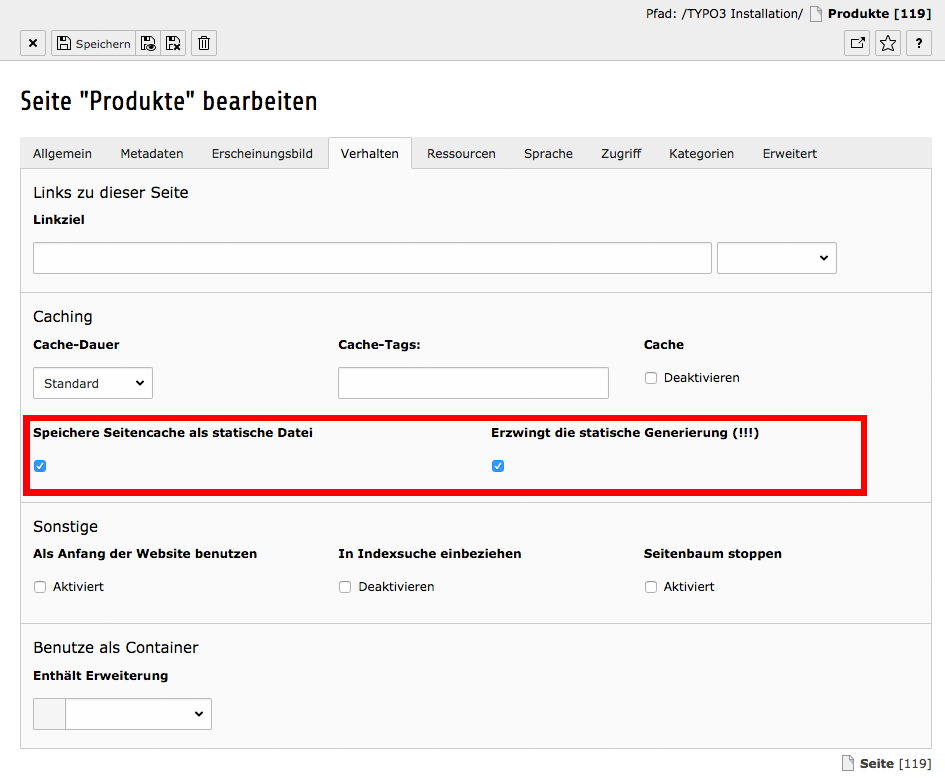 Pfad: /TYPO3 Installation/ Produkte [119]
Speichern
?
Seite "Produkte" bearbeiten
Allgemein Metadaten Erscheinungsbild Verhalten Ressourcen Sprache Zugriff Kategorien Erweitert
Links zu dieser Seite
Linkziel
Caching
Cache-Dauer Cache-Tags: Cache
Standard Deaktivieren
Speichere Seitencache als statische Datei Erzwingt die statische Generierung (!!!)
Sonstige
Als Anfang der Website benutzen In Indexsuche einbeziehen Seitenbaum stoppen
Aktiviert Deaktivieren Aktiviert
Benutze als Container
Enthält Erweiterung
Seite [119]